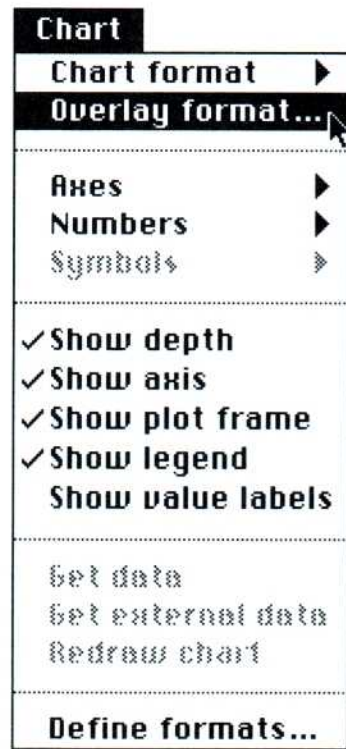 Chart
Chart format
Overlay format...
Axes
Numbers
Symbols
Show depth
Show axis
Show plot frame
Show legend
Show value labels
Get data
Get external data
Redraw chart
Define formats...